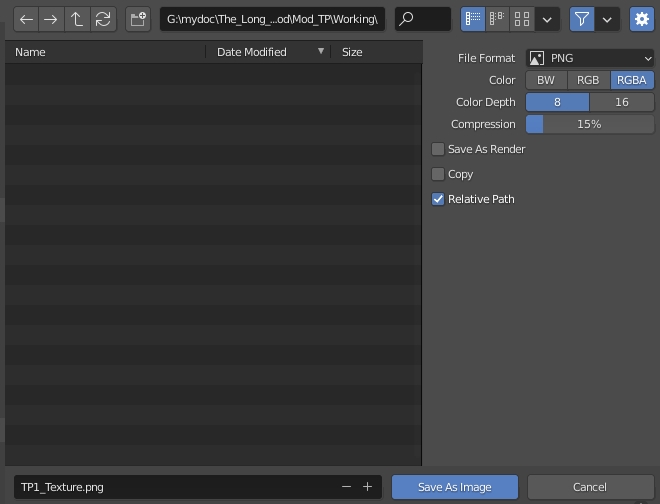 G:\mydoc\The_Long_...od\Mod_TP\Working\
Name Date Modified Size
File Format PNG
Color BW RGB RGBA
Color Depth 8 16
Compression 15%
Save As Render
Copy
Relative Path
TP1_Texture.png
Save As Image Cancel